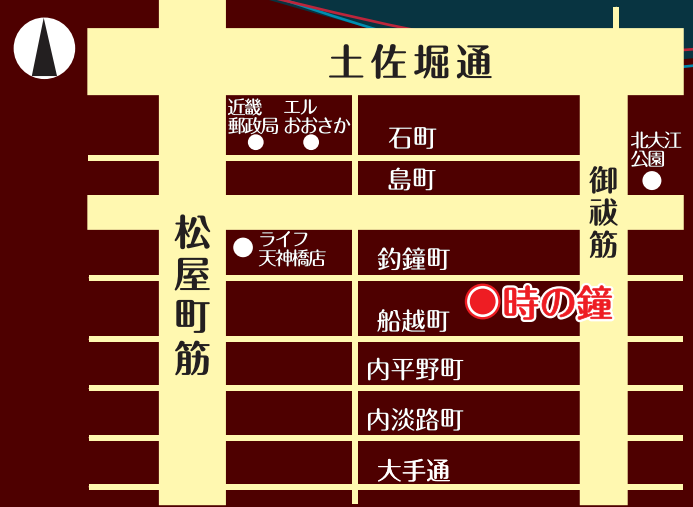 土佐堀通
近畿
郵政局
エル
おおさか
石町
北大江
公園
島町
御祓筋
松屋町筋
ライフ
天神橋店
釣鐘町
時の鐘
船越町
内平野町
内淡路町
大手通